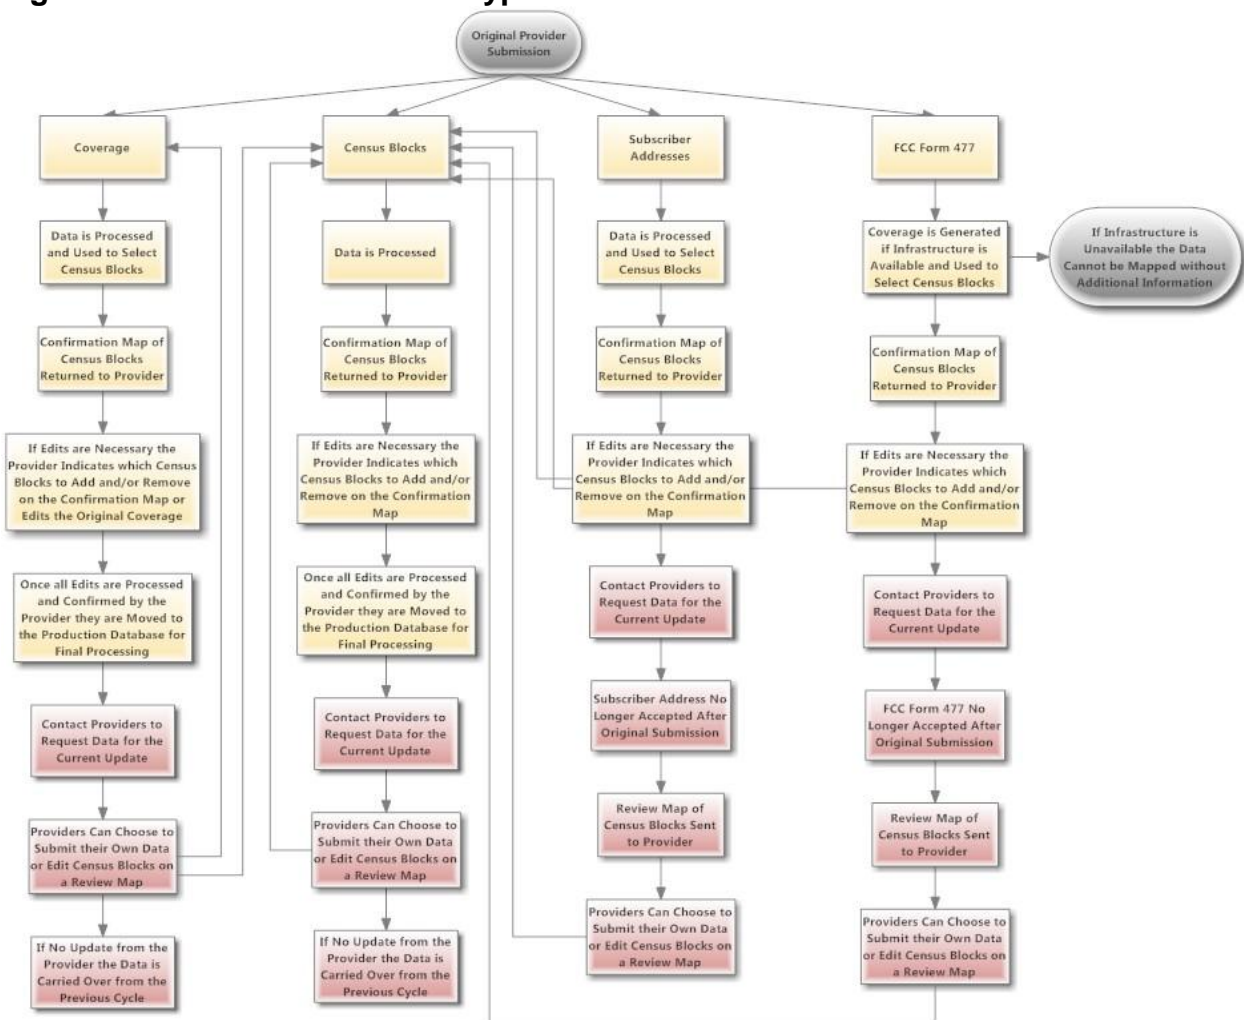 Original Provider
Submission
Coverage
Data is Processed
and Used to Select
Census Blocks
Confirmation Map of
Census Blocks
Returned to Provider
If Edits are Necessary the
Provider Indicates which Census
Blocks to Add and/or Remove
on the Confirmation Map or
Edits the Original Coverage
Once all Edits are Processed
and Confirmed by the
Provider they are Moved to
the Production Database for
Final Processing
Contact Providers to
Request Data for the
Current Update
Providers Can Choose to
Submit their Own Data
or Edit Census Blocks on
a Review Map
If No Update from the
Provider the Data is
Carried Over from the
Previous Cycle
Census Blocks
Data is Processed
Confirmation Map of
Census Blocks
Returned to Provider
If Edits are Necessary the
Provider Indicates which
Census Blocks to Add and/or
Remove on the Confirmation
Map
Once all Edits are Processed
and Confirmed by the
Provider they are Moved to
the Production Database for
Final Processing
Contact Providers to
Request Data for the
Current Update
Providers Can Choose to
Submit their Own Data
or Edit Census Blocks on
a Review Map
If No Update from the
Provider the Data is
Carried Over from the
Previous Cycle
Subscriber
Addresses
Data is Processed
and Used to Select
Census Blocks
Confirmation Map of
Census Blocks
Returned to Provider
If Edits are Necessary the
Provider Indicates which
Census Blocks to Add and/or
Remove on the Confirmation
Map
Contact Providers to
Request Data for the
Current Update
Subscriber Address No
Longer Accepted After
Original Submission
Review Map of
Census Blocks Sent
to Provider
Providers Can Choose to
Submit their Own Data
or Edit Census Blocks on
a Review Map
FCC Form 477
Coverage is Generated
if Infrastructure is
Available and Used to
Select Census Blocks
If Infrastructure is
Unavailable the Data
Cannot be Mapped without
Additional Information
Confirmation Map of
Census Blocks
Returned to Provider
If Edits are Necessary the
Provider Indicates which
Census Blocks to Add and/or
Remove on the Confirmation
Map
Contact Providers to
Request Data for the
Current Update
FCC Form 477 No
Longer Accepted After
Original Submission
Review Map of
Census Blocks Sent
to Provider
Providers Can Choose to
Submit their Own Data
or Edit Census Blocks on
a Review Map